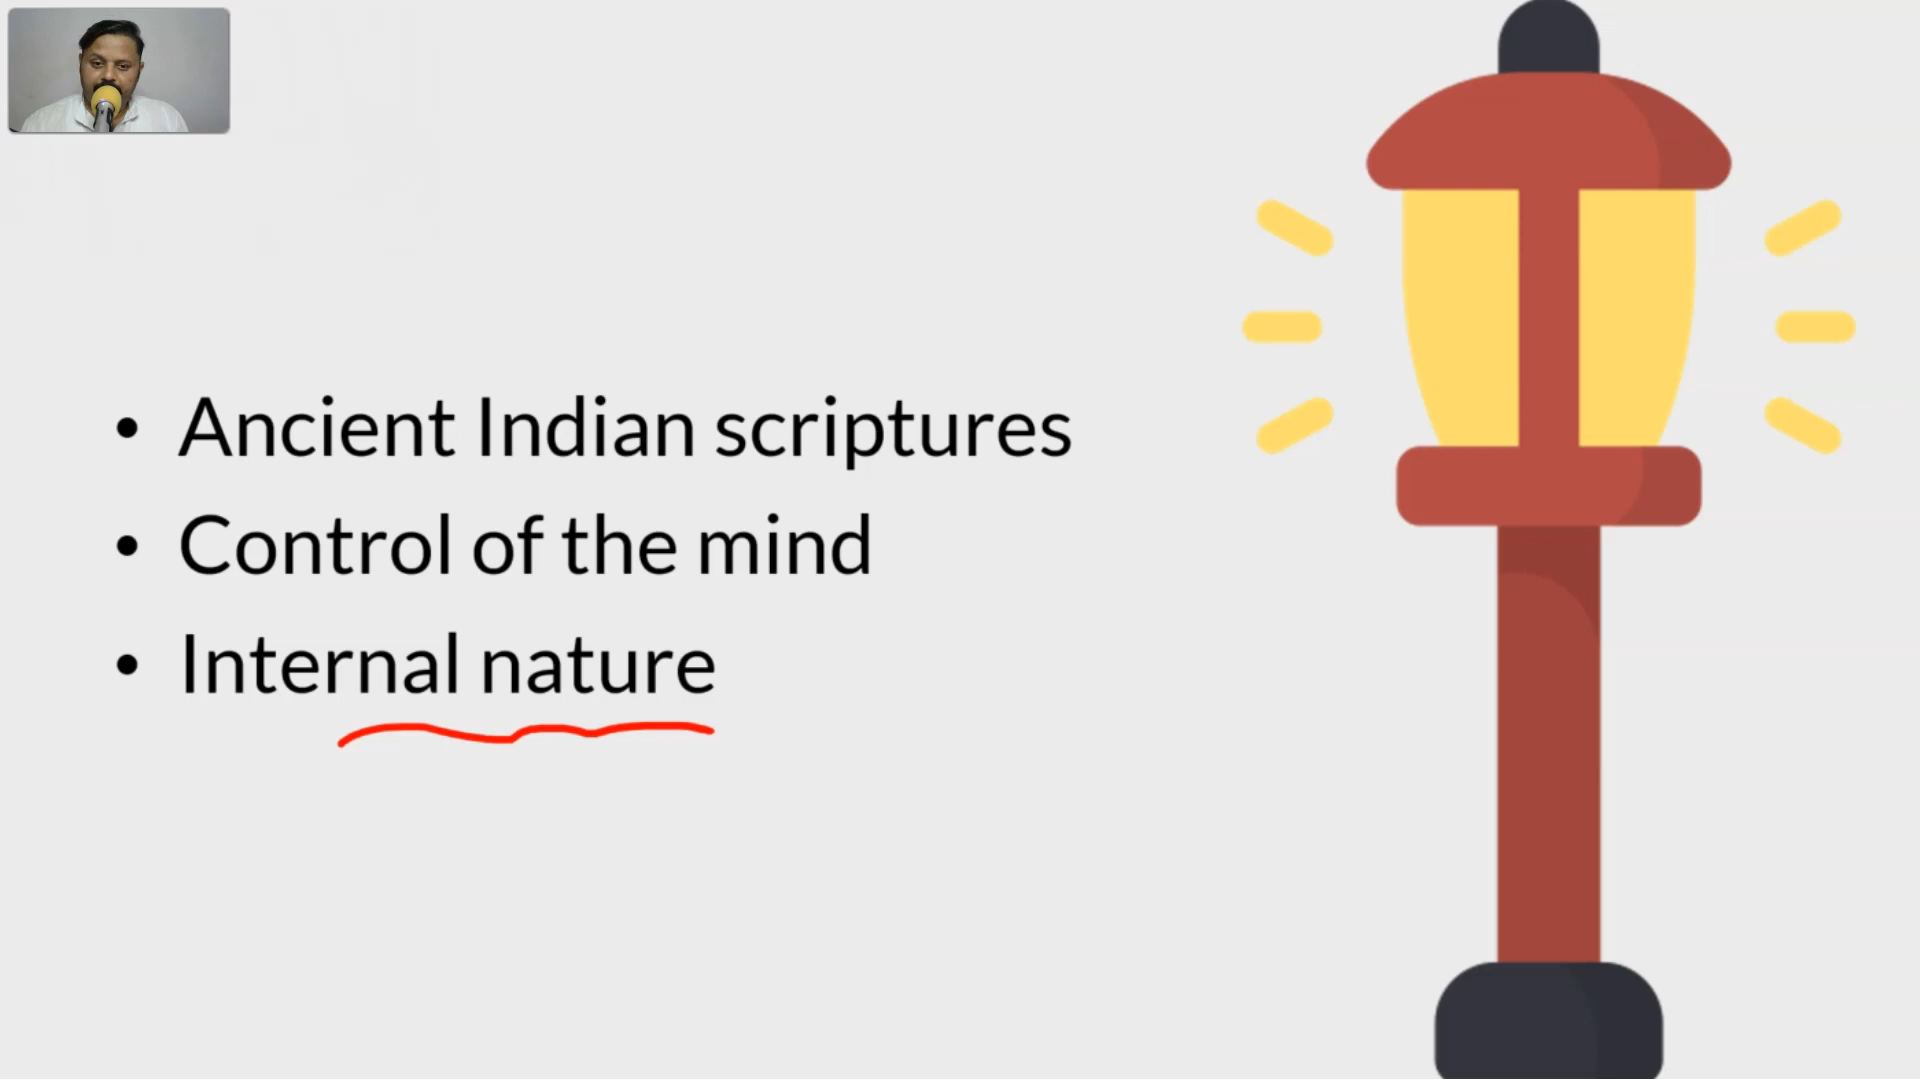 • Ancient Indian scriptures
• Control of the mind
• Internal nature